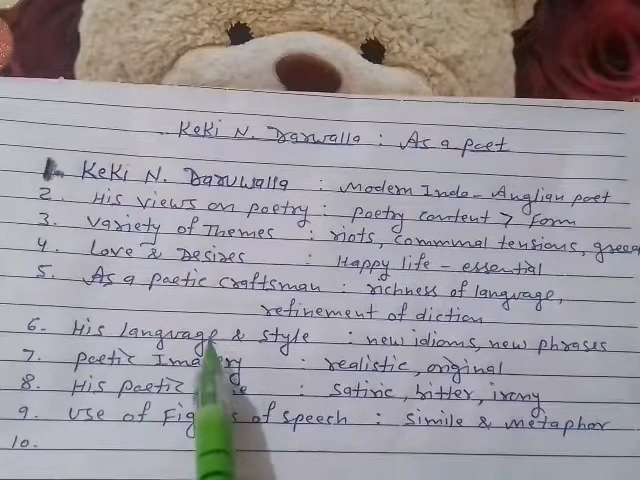 Keki N. Darwalla : As a poet
1. Keki N. Daruwalla : Modern Indo-Anglian poet
2. His views on poetry : poetry content > Form
3. Variety of Themes : riots, communal tensions, greed
4. Love & Desires : Happy life - essential
5. As a poetic craftsman : richness of language,
refinement of diction
6. His language & style : new idioms, new phrases
7. Poetic Imagery : realistic, original
8. His poetic : satiric, bitter, irony
9. Use of of speech : simile & metaphor
10.